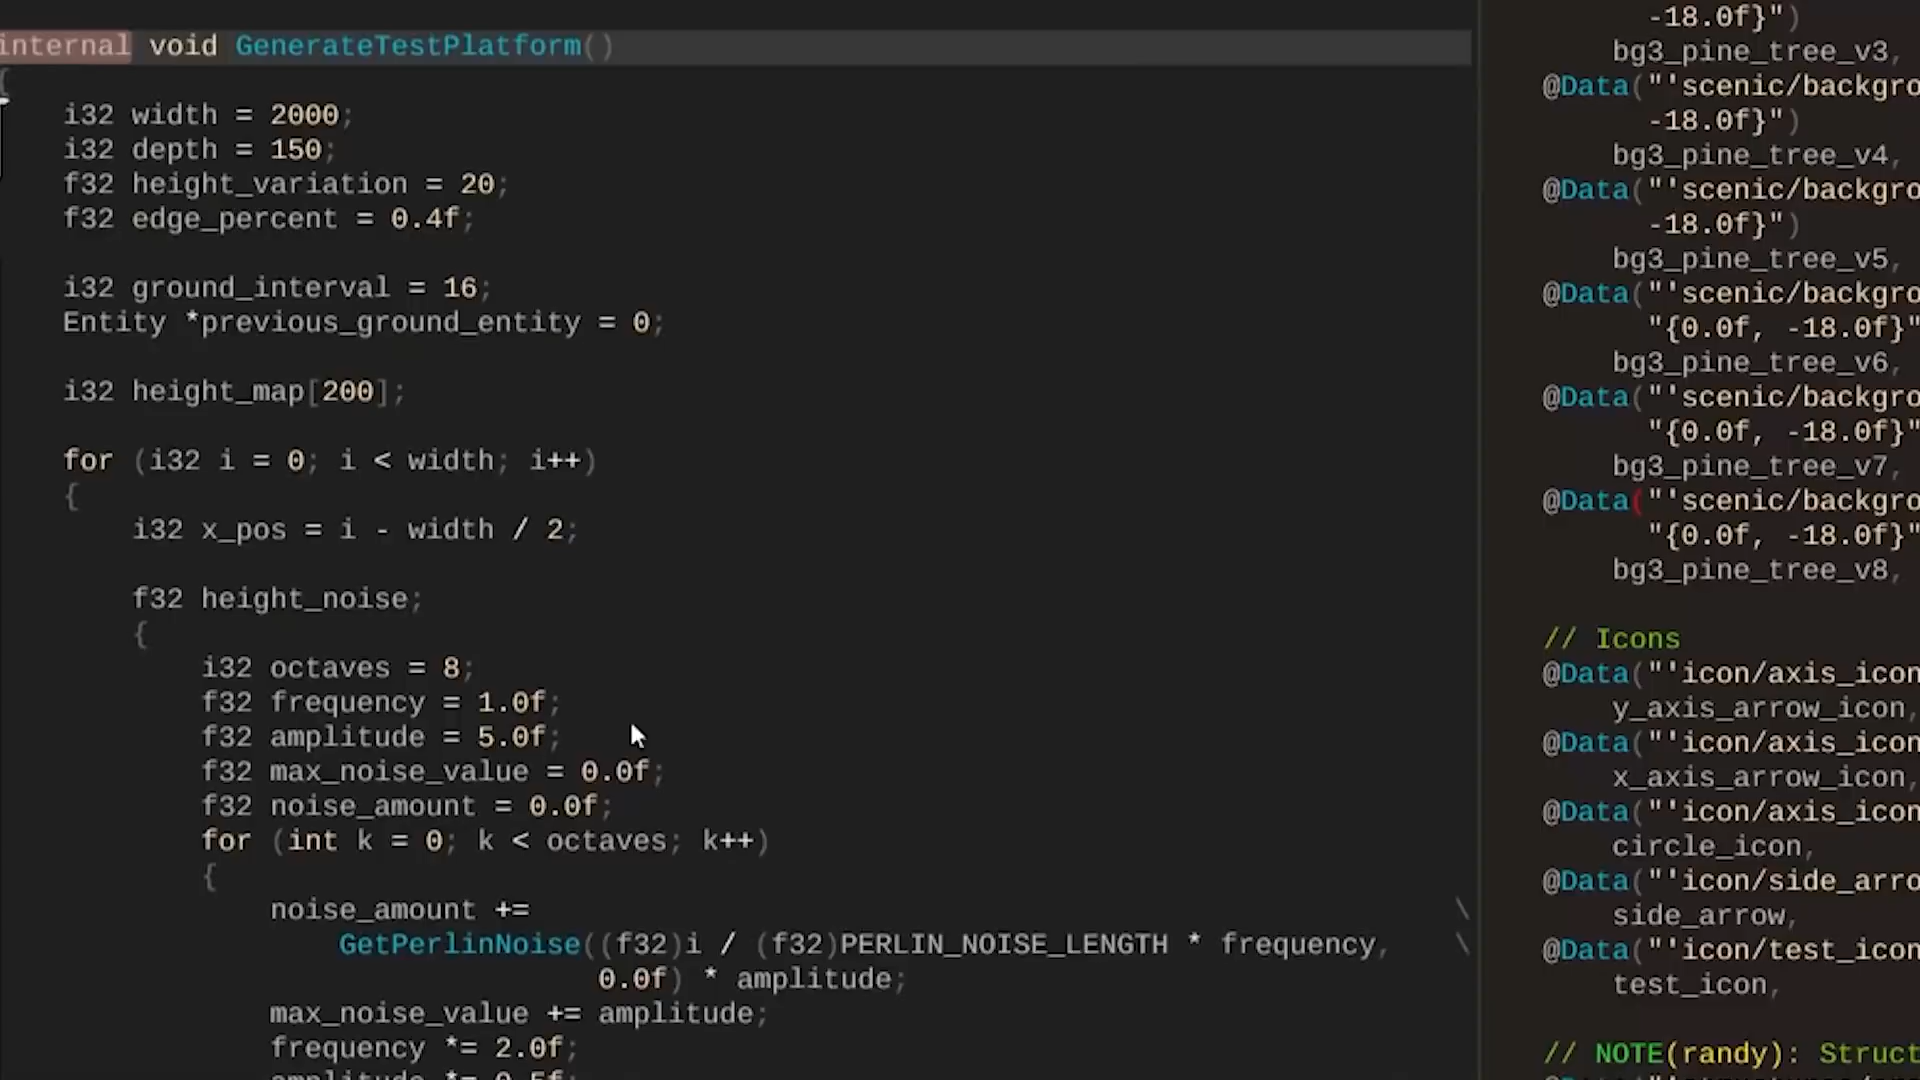 internal void GenerateTestPlatform()
{
i32 width = 2000;
i32 depth = 150;
f32 height_variation = 20;
f32 edge_percent = 0.4f;
i32 ground_interval = 16;
Entity *previous_ground_entity = 0;
i32 height_map[200];
for (i32 i = 0; i < width; i++)
{
i32 x_pos = i - width / 2;
f32 height_noise;
{
i32 octaves = 8;
f32 frequency = 1.0f;
f32 amplitude = 5.0f;
f32 max_noise_value = 0.0f;
f32 noise_amount = 0.0f;
for (int k = 0; k < octaves; k++)
{
noise_amount += \
GetPerlinNoise((f32)i / (f32)PERLIN_NOISE_LENGTH * frequency, \
0.0f) * amplitude;
max_noise_value += amplitude;
frequency *= 2.0f;
amplitude *= 0.5f;
-18.0f}")
bg3_pine_tree_v3,
@Data("'scenic/backgro
-18.0f}")
bg3_pine_tree_v4,
@Data("'scenic/backgro
-18.0f}")
bg3_pine_tree_v5,
@Data("'scenic/backgro
"{0.0f, -18.0f}"
bg3_pine_tree_v6,
@Data("'scenic/backgro
"{0.0f, -18.0f}"
bg3_pine_tree_v7,
@Data("'scenic/backgro
"{0.0f, -18.0f}"
bg3_pine_tree_v8,
// Icons
@Data("'icon/axis_icon
y_axis_arrow_icon,
@Data("'icon/axis_icon
x_axis_arrow_icon,
@Data("'icon/axis_icon
circle_icon,
@Data("'icon/side_arro
side_arrow,
@Data("'icon/test_icon
test_icon,
// NOTE(randy): Struct